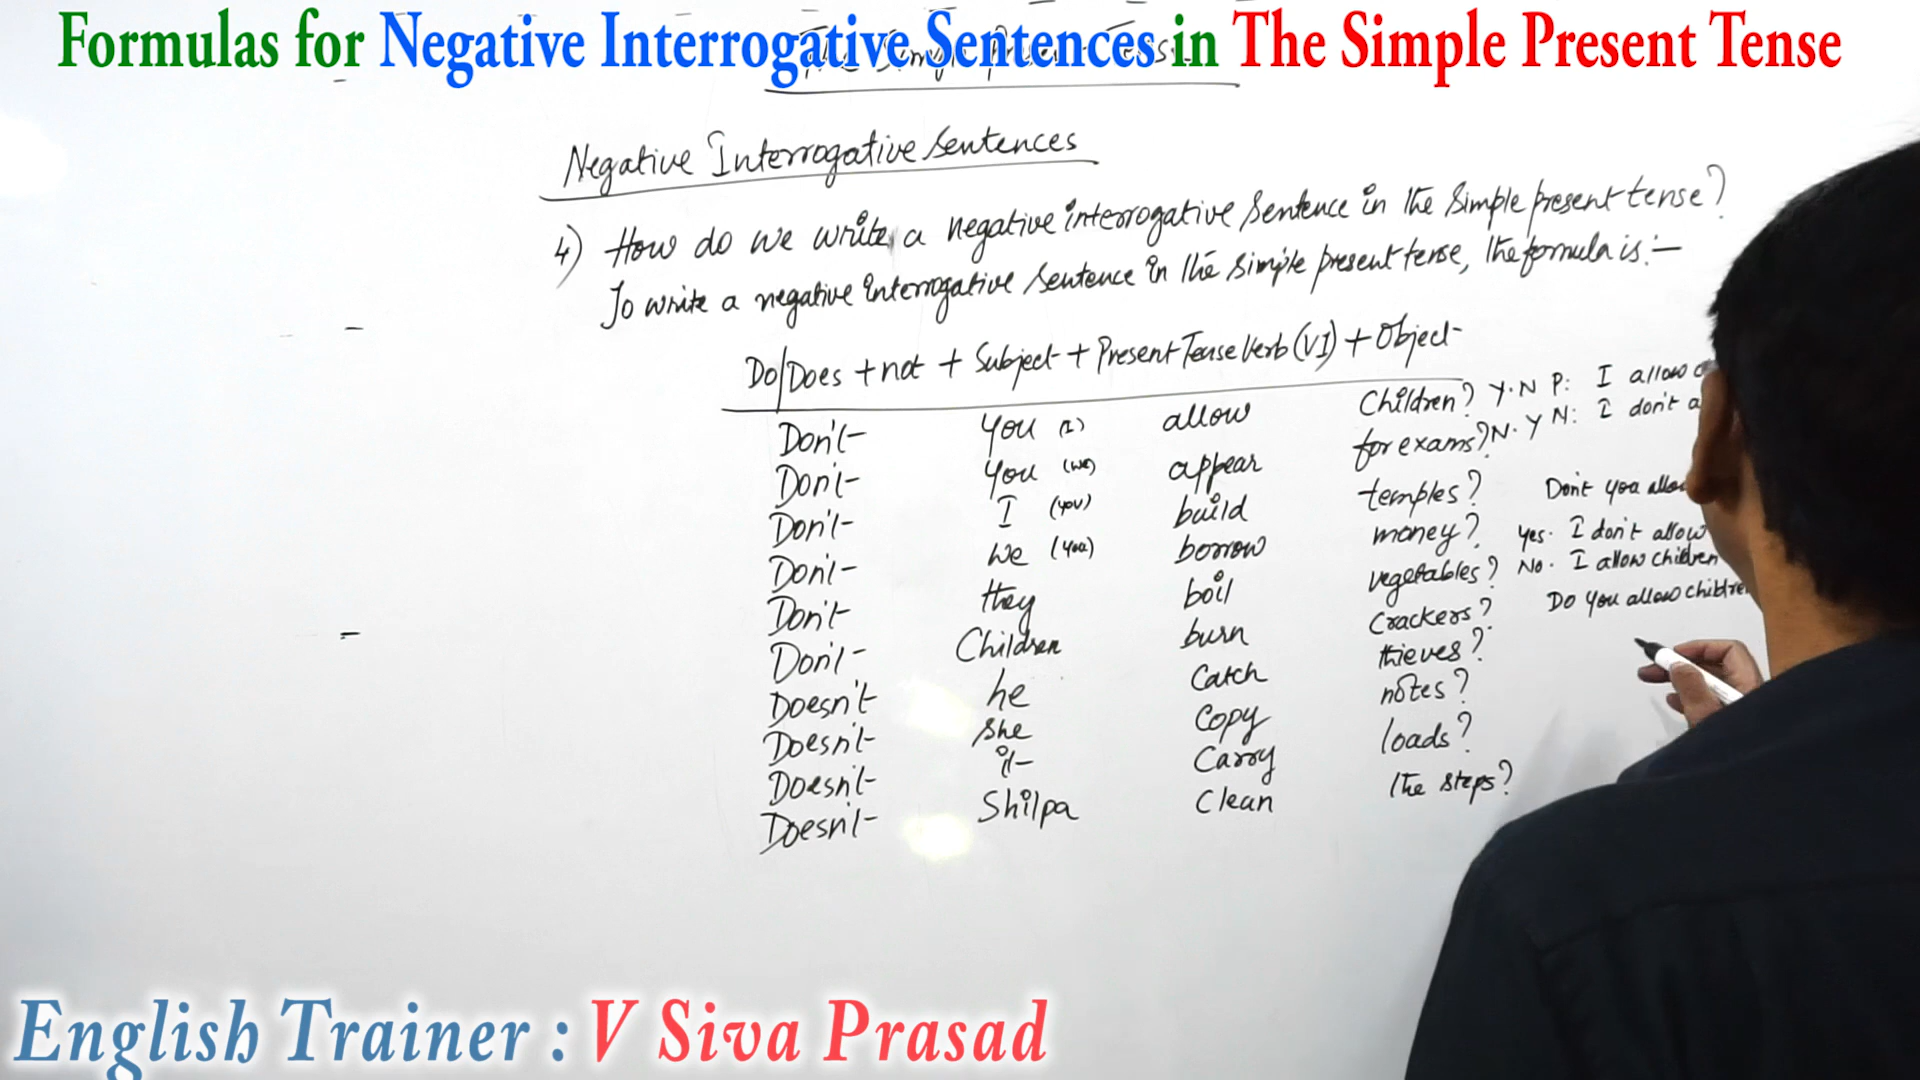 Formulas for Negative Interrogative Sentences in The Simple Present Tense
Negative Interrogative Sentences
4) How do we write a negative interrogative sentence in the simple present tense?
To write a negative interrogative sentence in the simple present tense, the formula is:-
Do/Does + not + Subject + Present Tense Verb (V1) + Object
Don't You (I) allow Children? Y.N P: I allow
Don't You (we) appear for exams? N.Y N: I don't a
Don't I (you) build temples? Don't you allow
Don't we (you) borrow money? Yes. I don't allow
Don't they boil vegetables? No. I allow children
Don't Children burn Crackers? Do you allow children
Doesn't he Catch thieves?
Doesn't she Copy notes?
Doesn't it Carry loads?
Doesn't Shilpa Clean the steps?
English Trainer : V Siva Prasad